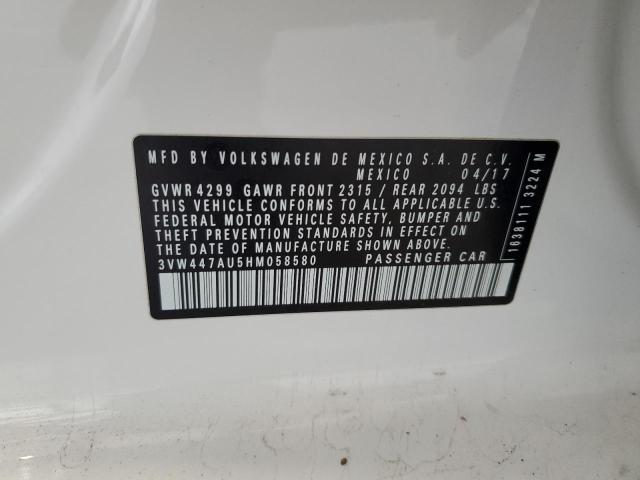 MFD BY VOLKSWAGEN DE MEXICO S.A. DE C.V.
MEXICO 04/17
GVWR 4299 GAWR FRONT 2315 / REAR 2094 LBS
THIS VEHICLE CONFORMS TO ALL APPLICABLE U.S.
FEDERAL MOTOR VEHICLE SAFETY, BUMPER AND
THEFT PREVENTION STANDARDS IN EFFECT ON
THE DATE OF MANUFACTURE SHOWN ABOVE.
3VW447AU5HM058580 PASSENGER CAR
1638111 3224 M